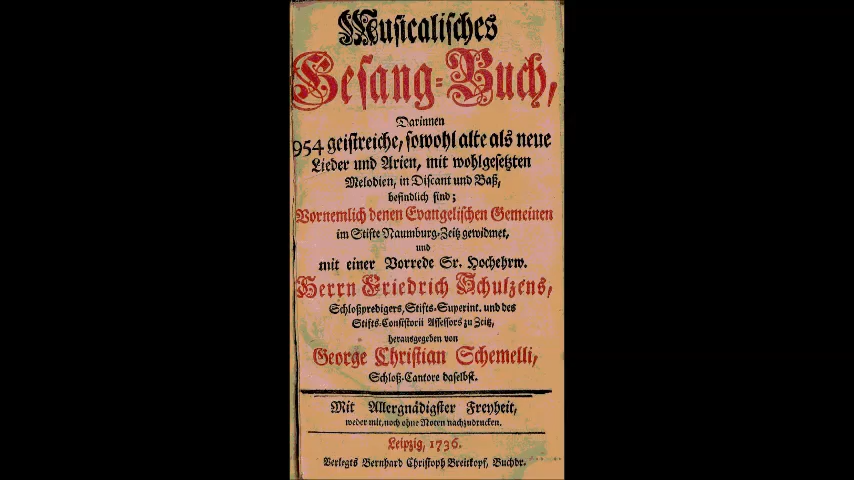 Musicalisches
Gesang-Buch,
Darinnen
954 geistreiche, sowohl alte als neue
Lieder und Arien, mit wohlgesetzten
Melodien, in Discant und Baß,
befindlich sind;
Vornemlich denen Evangelischen Gemeinen
im Stifte Naumburg-Zeitz gewidmet,
und
mit einer Vorrede Sr. Hochehrw.
Herrn Friedrich Schulzens,
Schloßpredigers, Stifts-Superint. und des
Stifts-Consistorii Assessors zu Zeitz,
herausgegeben von
George Christian Schemelli,
Schloß-Cantore daselbst.
Mit Allergnädigster Freyheit,
weder mit, noch ohne Noten nachzudrucken.
Leipzig, 1736.
Verlegts Bernhard Christoph Breitkopf, Buchdr.